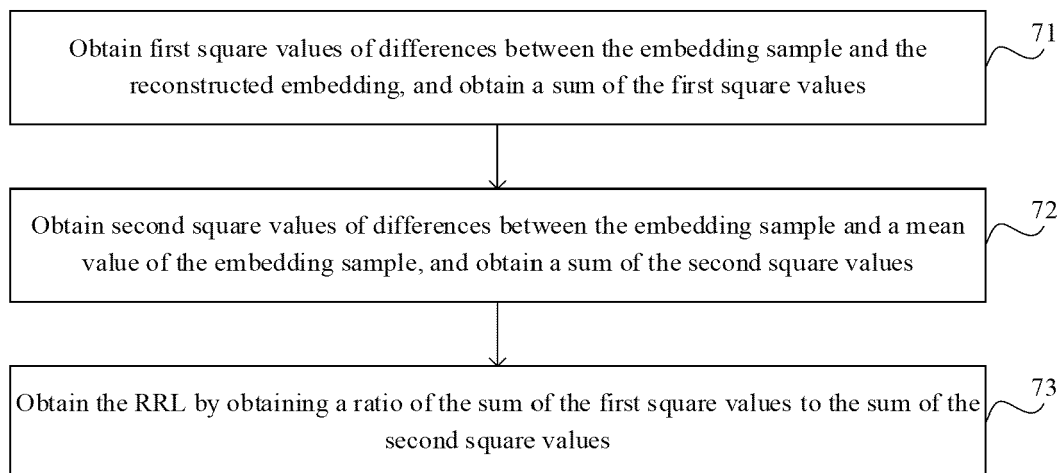 Obtain first square values of differences between the embedding sample and the
reconstructed embedding, and obtain a sum of the first square values
71
Obtain second square values of differences between the embedding sample and a mean
value of the embedding sample, and obtain a sum of the second square values
72
Obtain the RRL by obtaining a ratio of the sum of the first square values to the sum of the
second square values
73